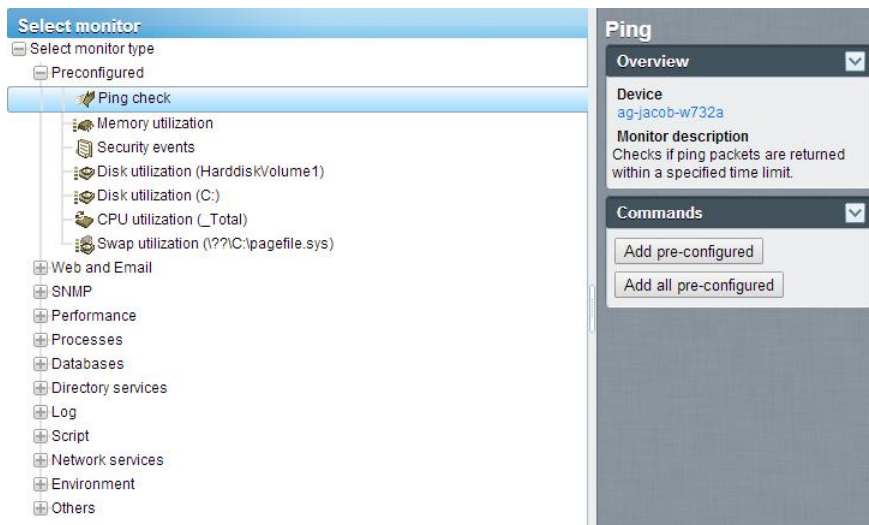 Select monitor
Select monitor type
Preconfigured
Ping check
Memory utilization
Security events
Disk utilization (HarddiskVolume1)
Disk utilization (C:)
CPU utilization (_Total)
Swap utilization (\??\C:\pagefile.sys)
Web and Email
SNMP
Performance
Processes
Databases
Directory services
Log
Script
Network services
Environment
Others
Ping
Overview
Device
ag-jacob-w732a
Monitor description
Checks if ping packets are returned
within a specified time limit.
Commands
Add pre-configured
Add all pre-configured